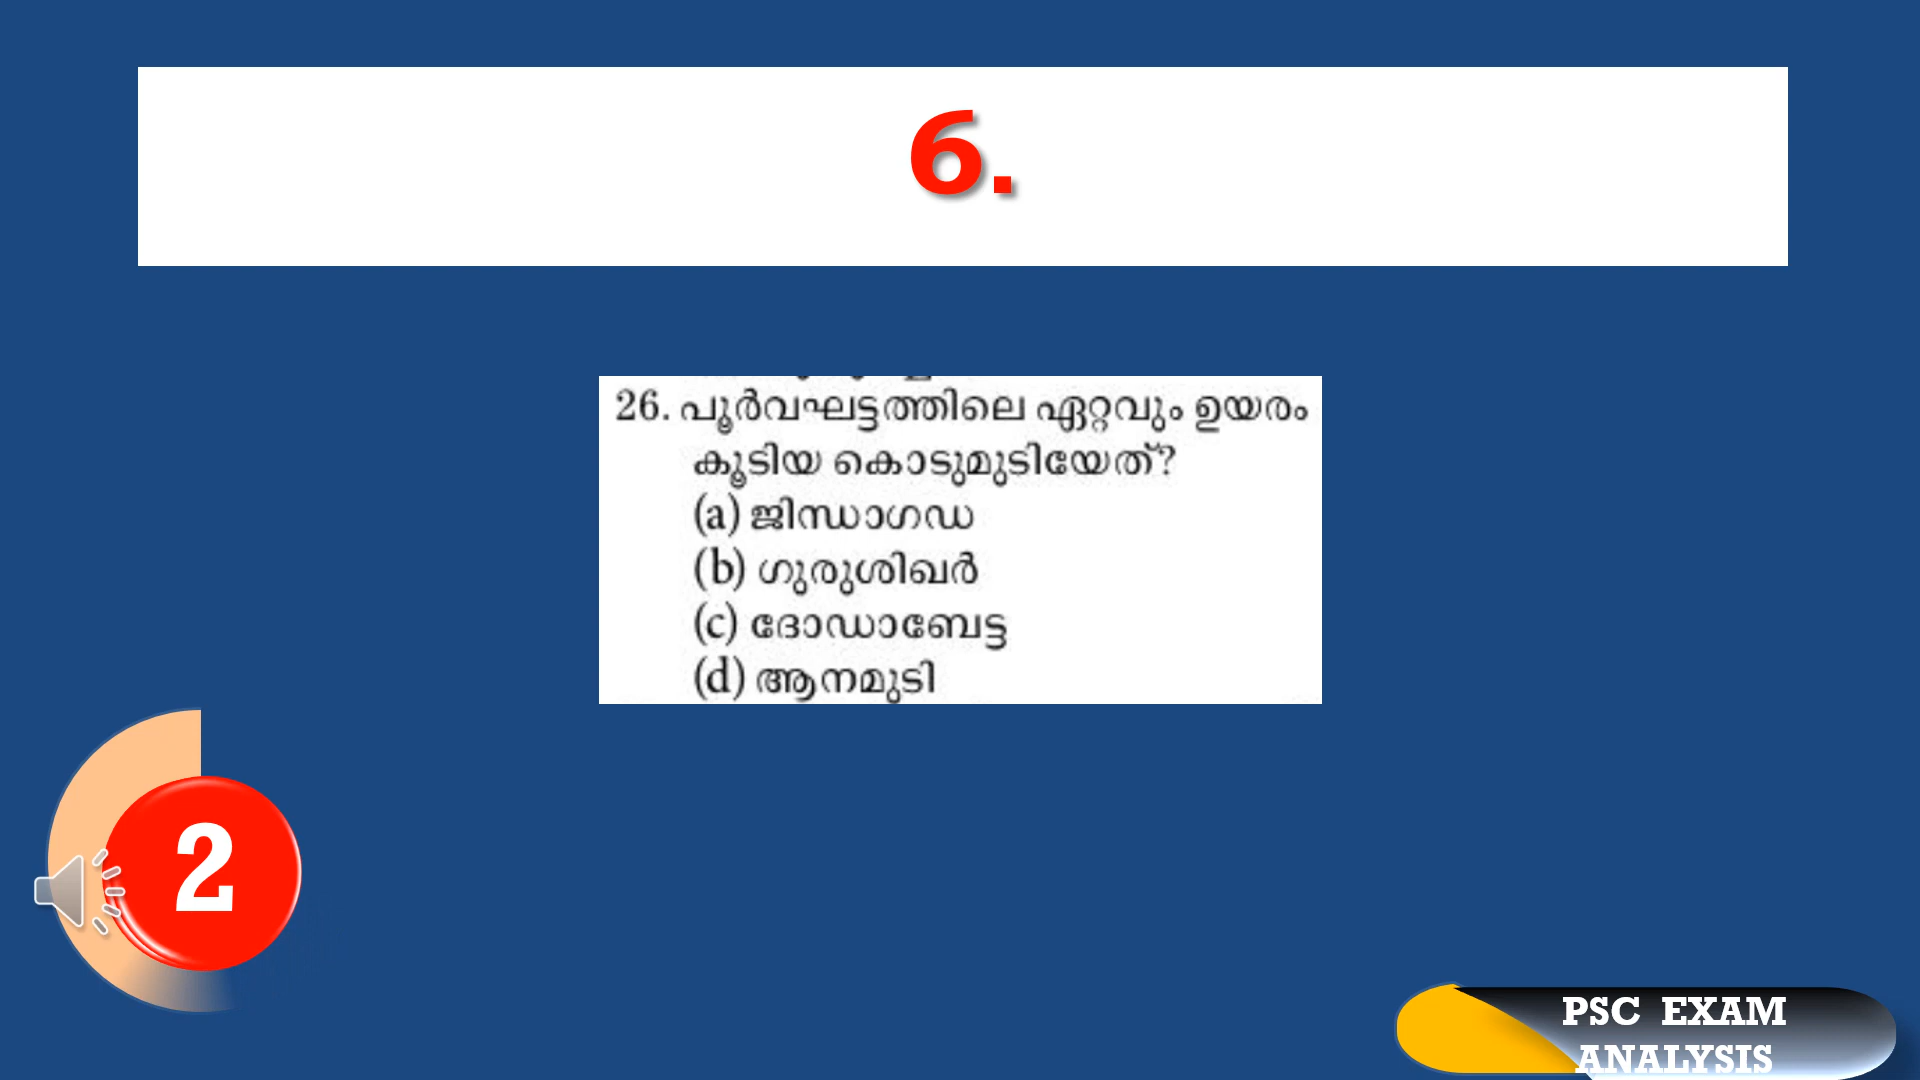 6.
26. പൂർവഘട്ടത്തിലെ ഏറ്റവും ഉയരം
കൂടിയ കൊടുമുടിയേത്?
(a) ജിന്ധാഗഡ
(b) ഗുരുശിഖർ
(c) ദോഡാബേട്ട
(d) ആനമുടി
2
PSC EXAM
ANALYSIS